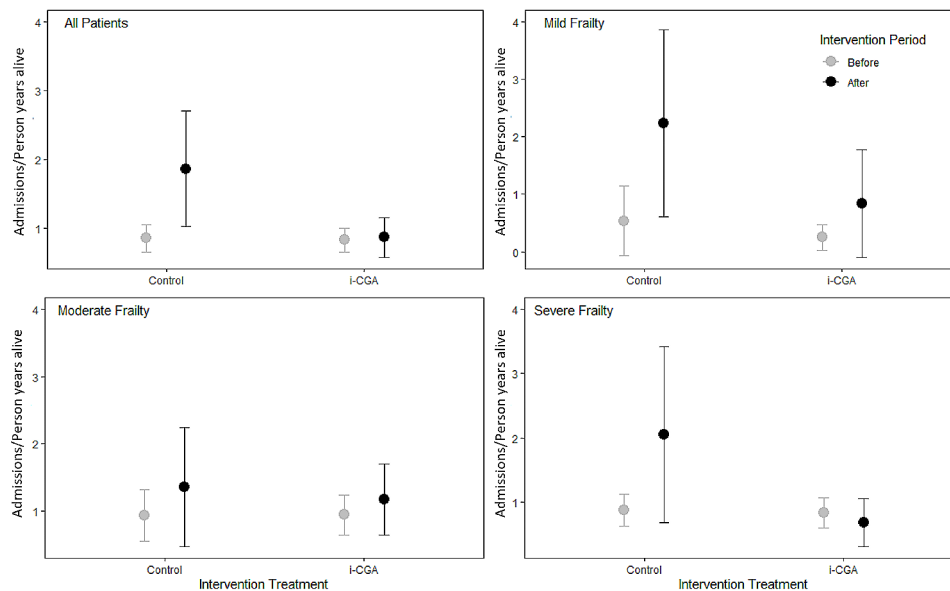 All Patients
Admissions/Person years alive
4
3
2
1
Control
i-CGA
Mild Frailty
Intervention Period
Before
After
Admissions/Person years alive
4
3
2
1
0
Control
i-CGA
Moderate Frailty
Admissions/Person years alive
4
3
2
1
Control
i-CGA
Intervention Treatment
Severe Frailty
Admissions/Person years alive
4
3
2
1
Control
i-CGA
Intervention Treatment